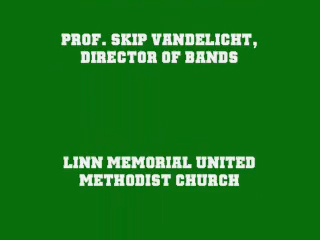 PROF. SKIP VANDELICHT,
DIRECTOR OF BANDS
LINN MEMORIAL UNITED
METHODIST CHURCH